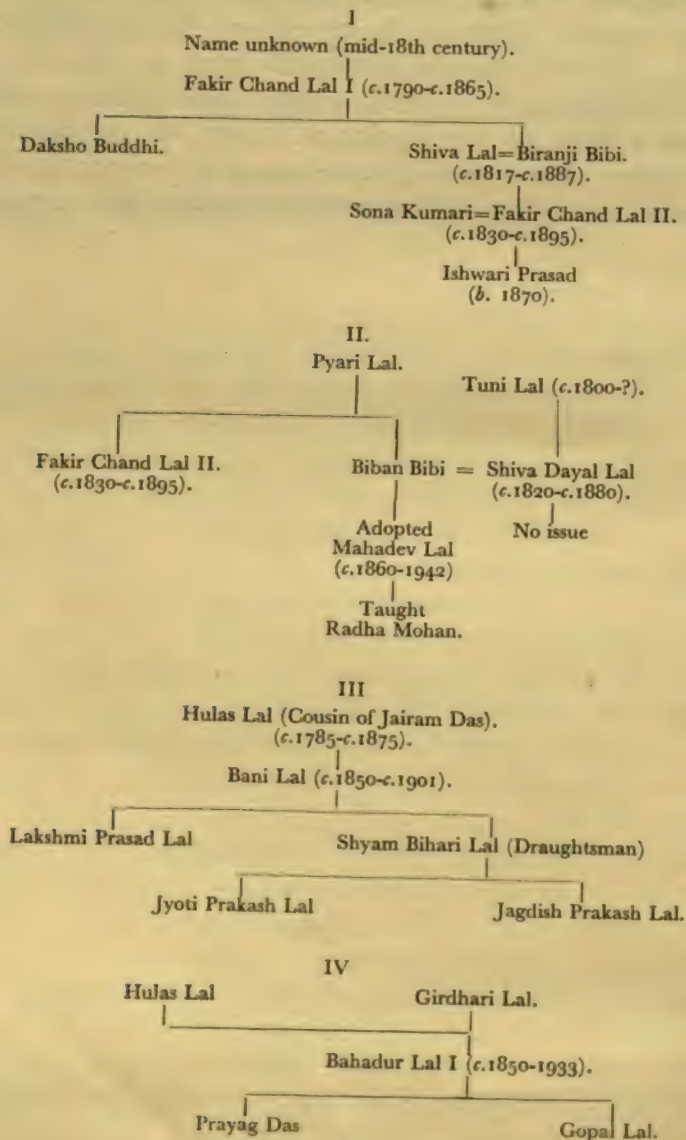 I
Name unknown (mid-18th century).
Fakir Chand Lal I (c.1790-c.1865).
Daksho Buddhi. Shiva Lal=Biranji Bibi.
(c.1817-c.1887).
Sona Kumari=Fakir Chand Lal II.
(c.1830-c.1895).
Ishwari Prasad
(b. 1870).
II.
Pyari Lal.
Tuni Lal (c.1800-?).
Fakir Chand Lal II. Biban Bibi = Shiva Dayal Lal
(c.1830-c.1895). (c.1820-c.1880).
Adopted No issue
Mahadev Lal
(c.1860-1942)
Taught
Radha Mohan.
III
Hulas Lal (Cousin of Jairam Das).
(c.1785-c.1875).
Bani Lal (c.1850-c.1901).
Lakshmi Prasad Lal Shyam Bihari Lal (Draughtsman)
Jyoti Prakash Lal Jagdish Prakash Lal.
IV
Hulas Lal Girdhari Lal.
Bahadur Lal I (c.1850-1933).
Prayag Das Gopal Lal.